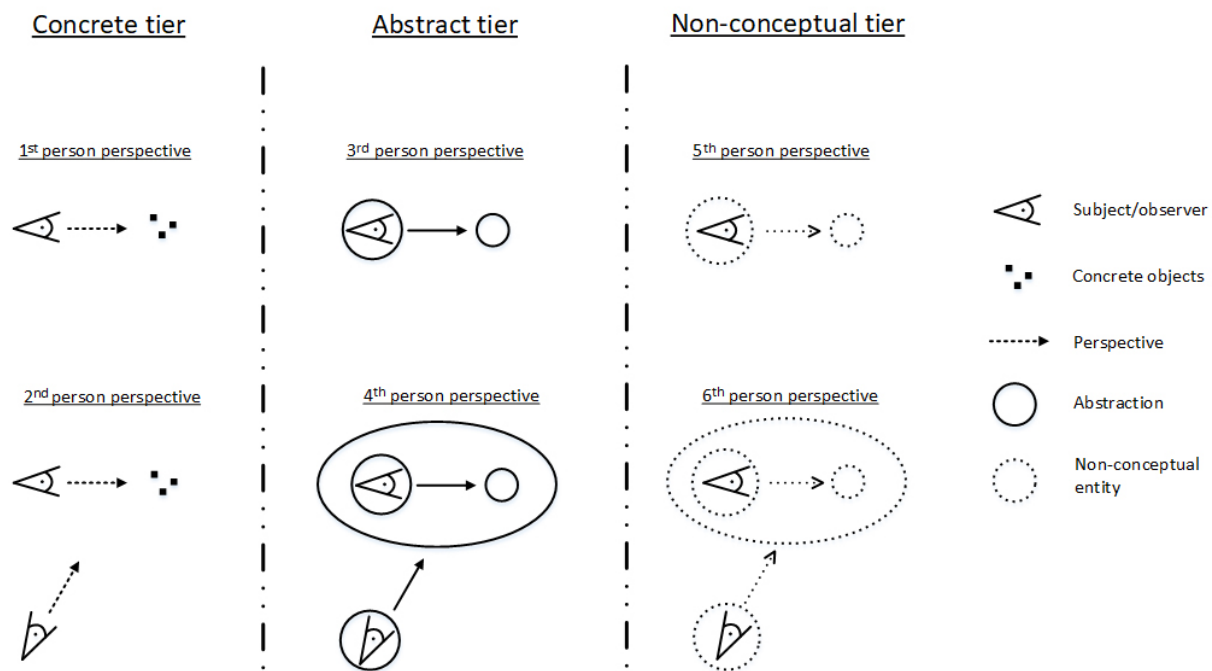 Concrete tier
Abstract tier
Non-conceptual tier
1st person perspective
3rd person perspective
5th person perspective
Subject/observer
Concrete objects
Perspective
2nd person perspective
4th person perspective
6th person perspective
Abstraction
Non-conceptual
entity